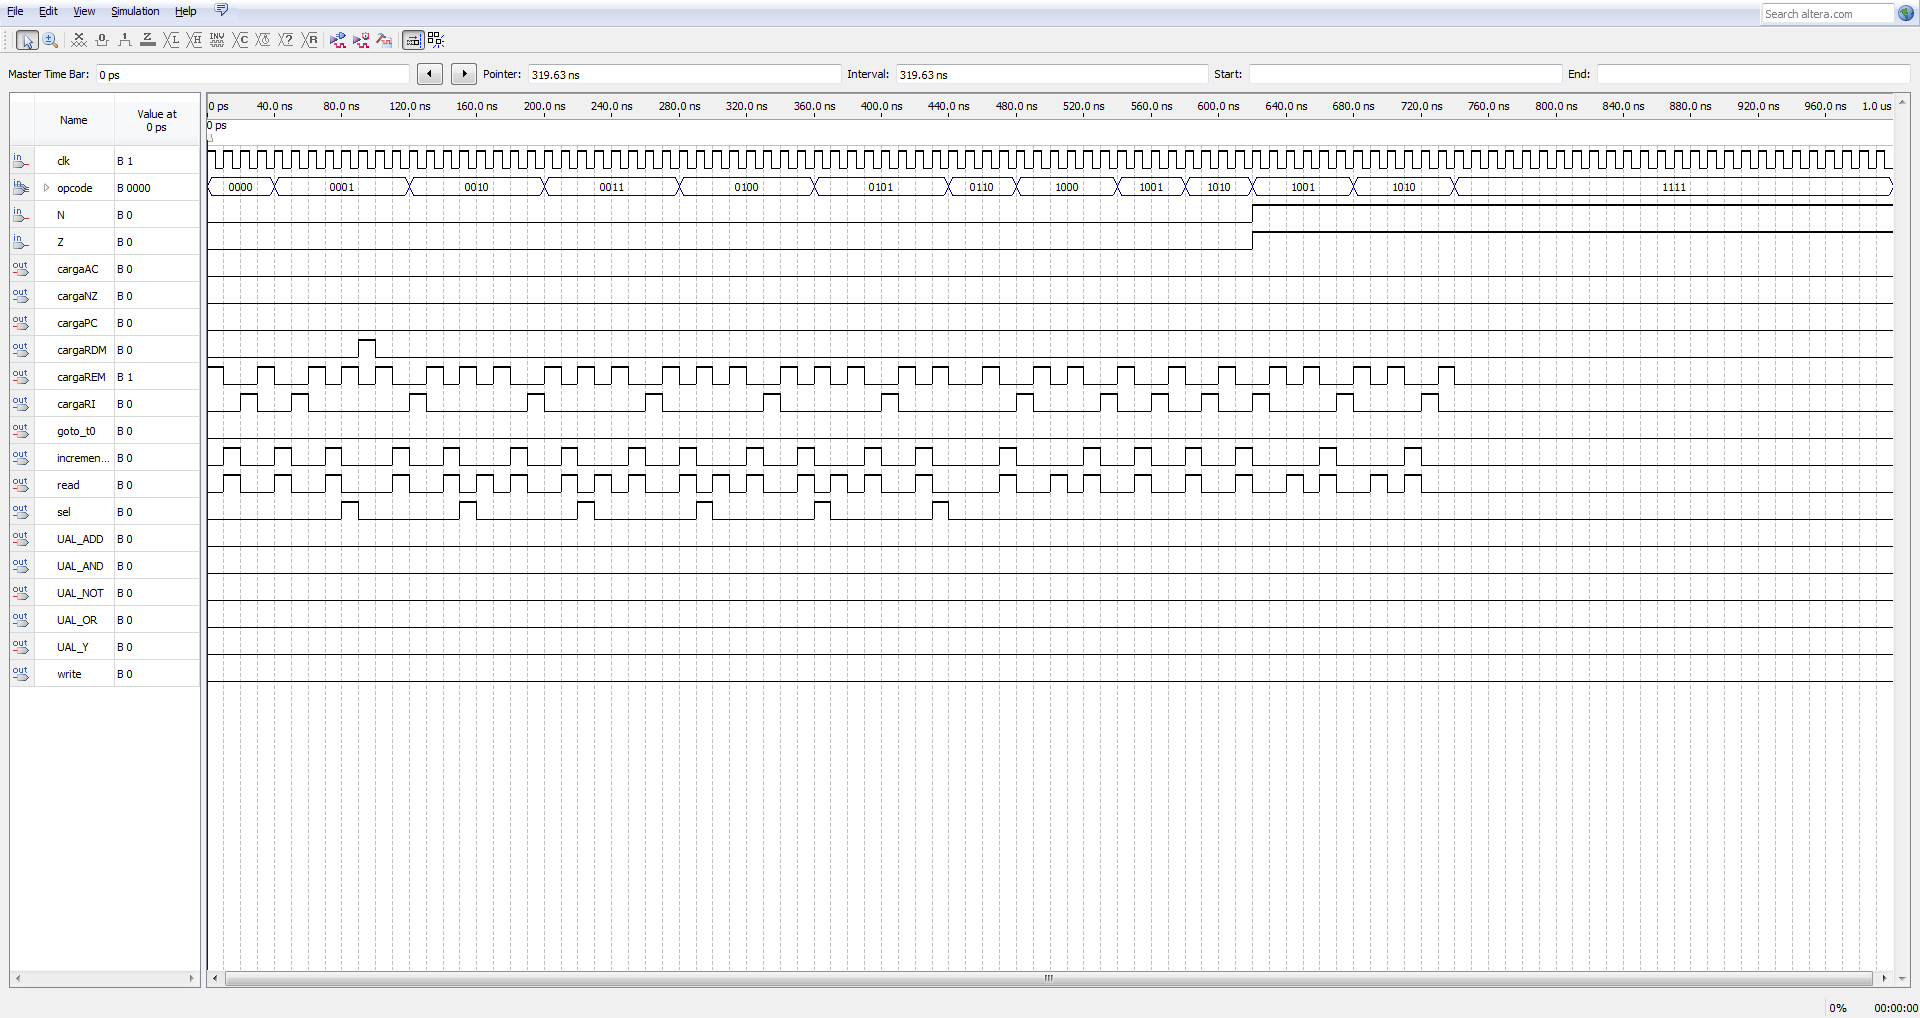 File Edit View Simulation Help
Search altera.com
Master Time Bar: 0 ps Pointer: 319.63 ns Interval: 319.63 ns Start: End:
Name Value at 0 ps
0 ps 40.0 ns 80.0 ns 120.0 ns 160.0 ns 200.0 ns 240.0 ns 280.0 ns 320.0 ns 360.0 ns 400.0 ns 440.0 ns 480.0 ns 520.0 ns 560.0 ns 600.0 ns 640.0 ns 680.0 ns 720.0 ns 760.0 ns 800.0 ns 840.0 ns 880.0 ns 920.0 ns 960.0 ns 1.0 us
0 ps
in clk B 1
in opcode B 0000 0000 0001 0010 0011 0100 0101 0110 1000 1001 1010 1001 1010 1111
in N B 0
in Z B 0
out cargaAC B 0
out cargaNZ B 0
out cargaPC B 0
out cargaRDM B 0
out cargaREM B 1
out cargaRI B 0
out goto_t0 B 0
out incremen... B 0
out read B 0
out sel B 0
out UAL_ADD B 0
out UAL_AND B 0
out UAL_NOT B 0
out UAL_OR B 0
out UAL_Y B 0
out write B 0
0% 00:00:00